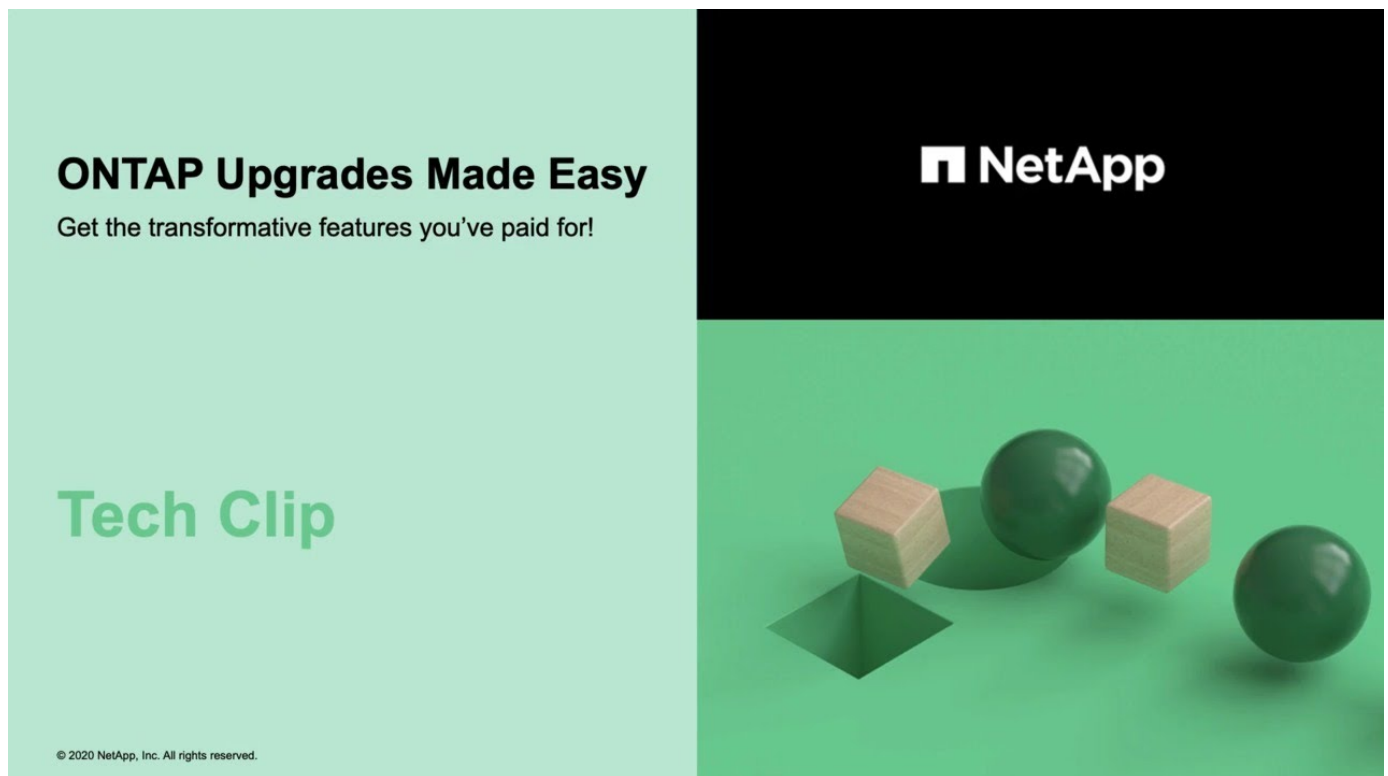 ONTAP Upgrades Made Easy
Get the transformative features you’ve paid for!
NetApp
Tech Clip
© 2020 NetApp, Inc. All rights reserved.